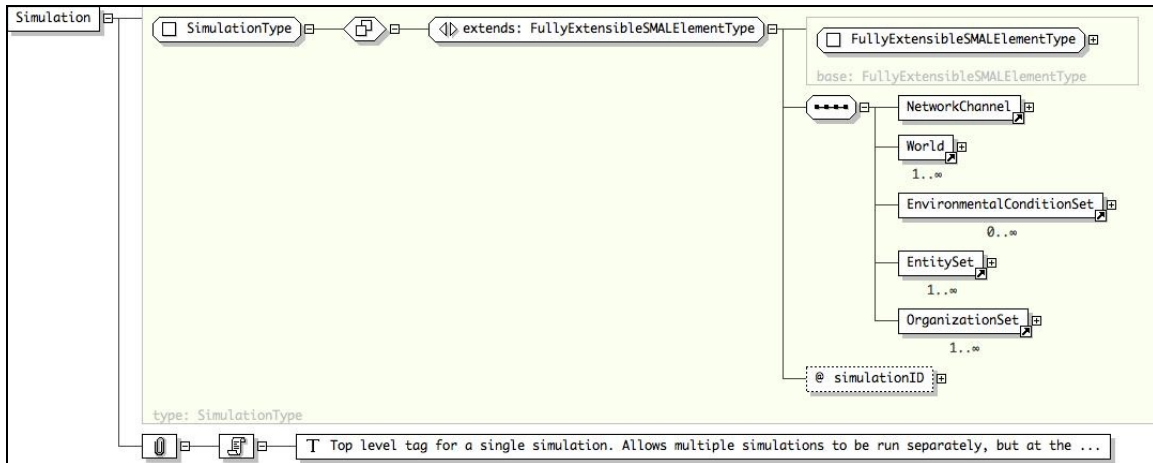 Simulation
SimulationType
extends: FullyExtensibleSMALElementType
FullyExtensibleSMALElementType
base: FullyExtensibleSMALElementType
NetworkChannel
World
1..∞
EnvironmentalConditionSet
0..∞
EntitySet
1..∞
OrganizationSet
1..∞
@ simulationID
type: SimulationType
T Top level tag for a single simulation. Allows multiple simulations to be run separately, but at the ...